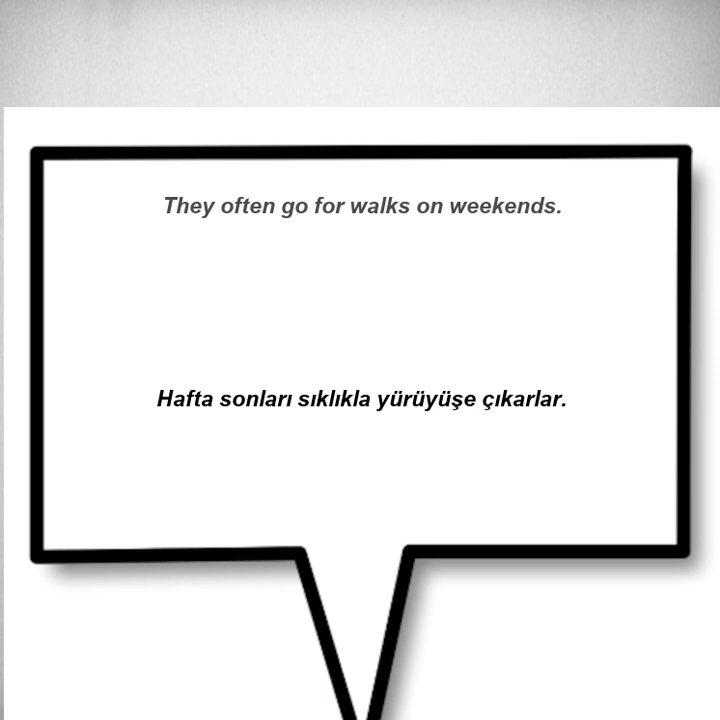 They often go for walks on weekends.
Hafta sonları sıklıkla yürüyüşe çıkarlar.